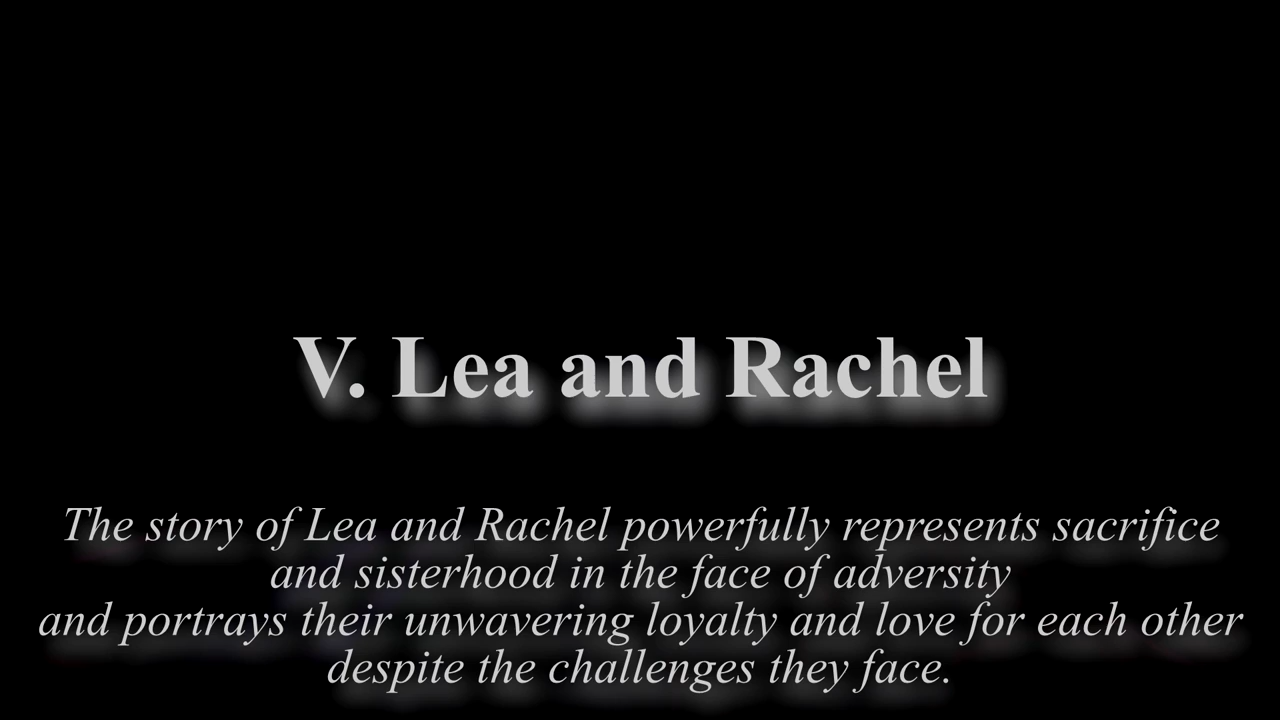 V. Lea and Rachel
The story of Lea and Rachel powerfully represents sacrifice
and sisterhood in the face of adversity
and portrays their unwavering loyalty and love for each other
despite the challenges they face.